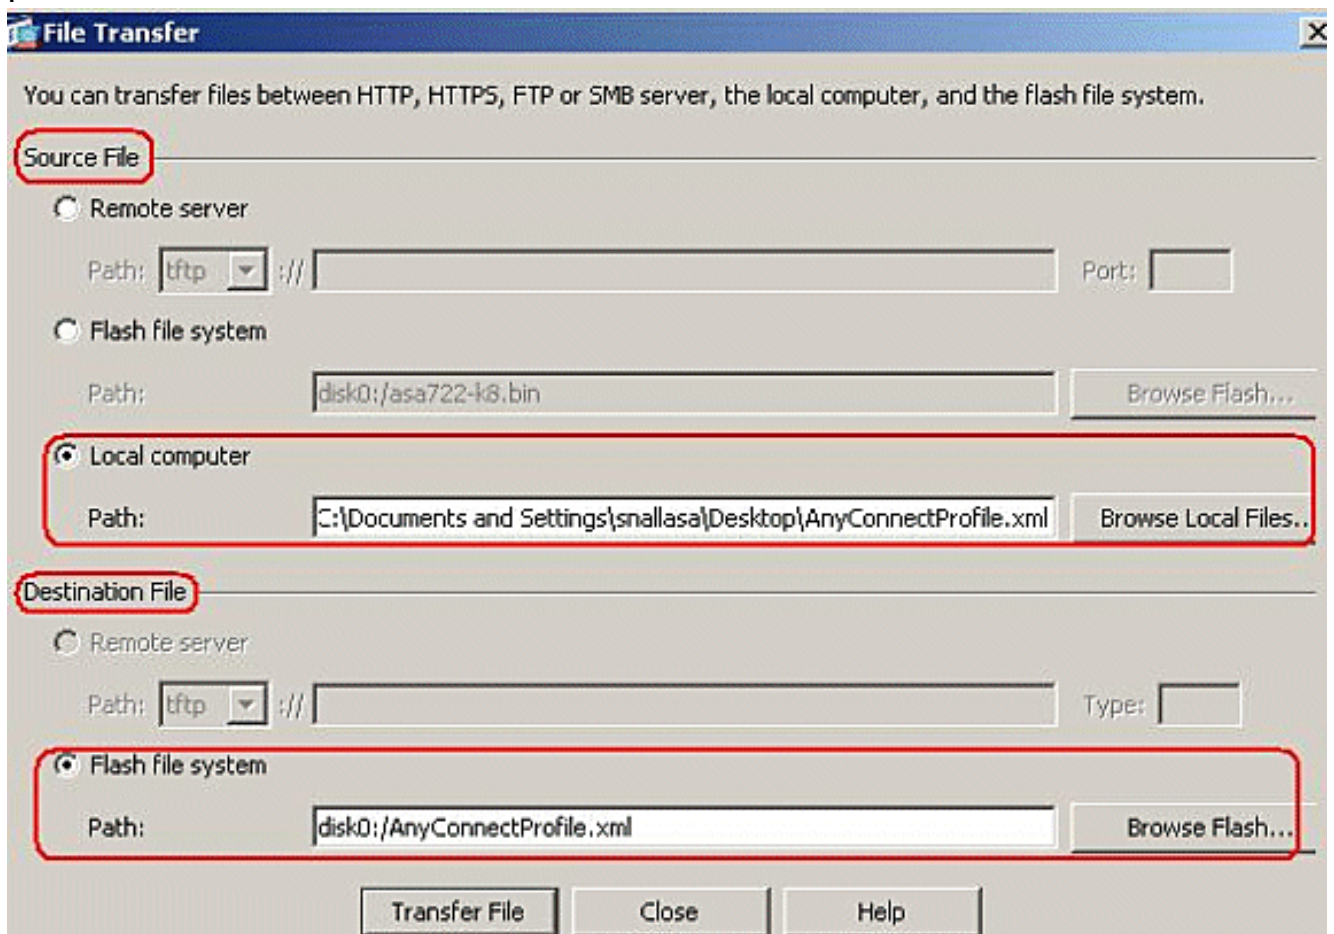 File Transfer
You can transfer files between HTTP, HTTPS, FTP or SMB server, the local computer, and the flash file system.
Source File
Remote server
Path: tftp :// Port:
Flash file system
Path: disk0:/asa722-k8.bin Browse Flash...
Local computer
Path: C:\Documents and Settings\snallasa\Desktop\AnyConnectProfile.xml Browse Local Files..
Destination File
Remote server
Path: tftp :// Type:
Flash file system
Path: disk0:/AnyConnectProfile.xml Browse Flash...
Transfer File Close Help